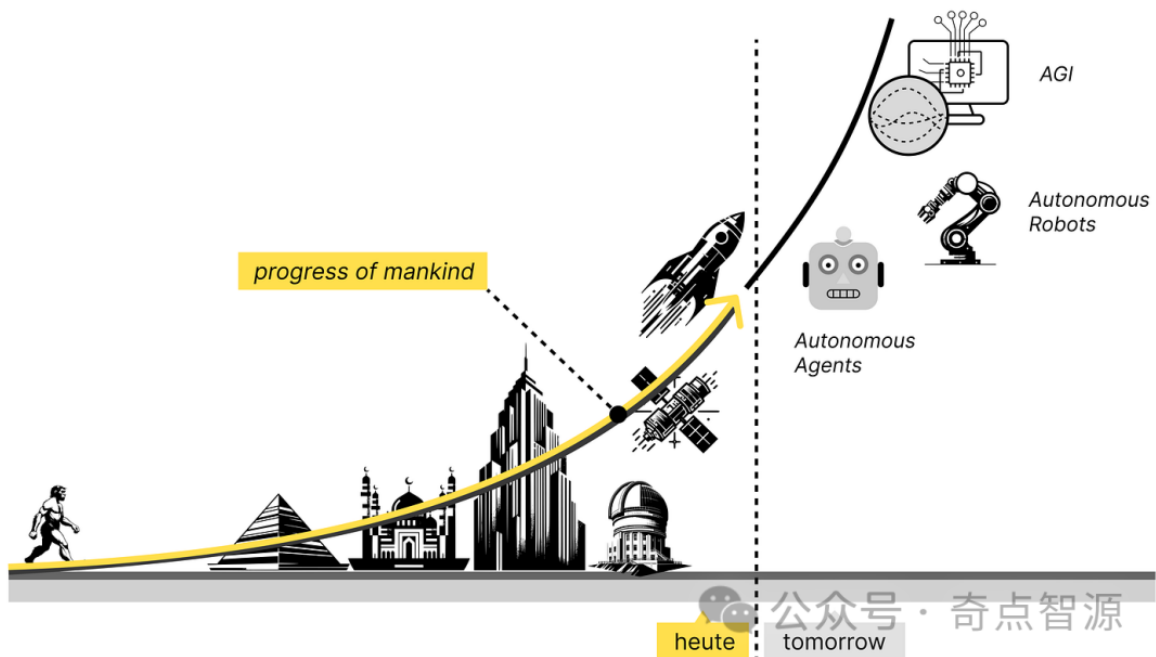 AGI
Autonomous
Robots
progress of mankind
Autonomous
Agents
公众号 · 奇点智源
heute
tomorrow